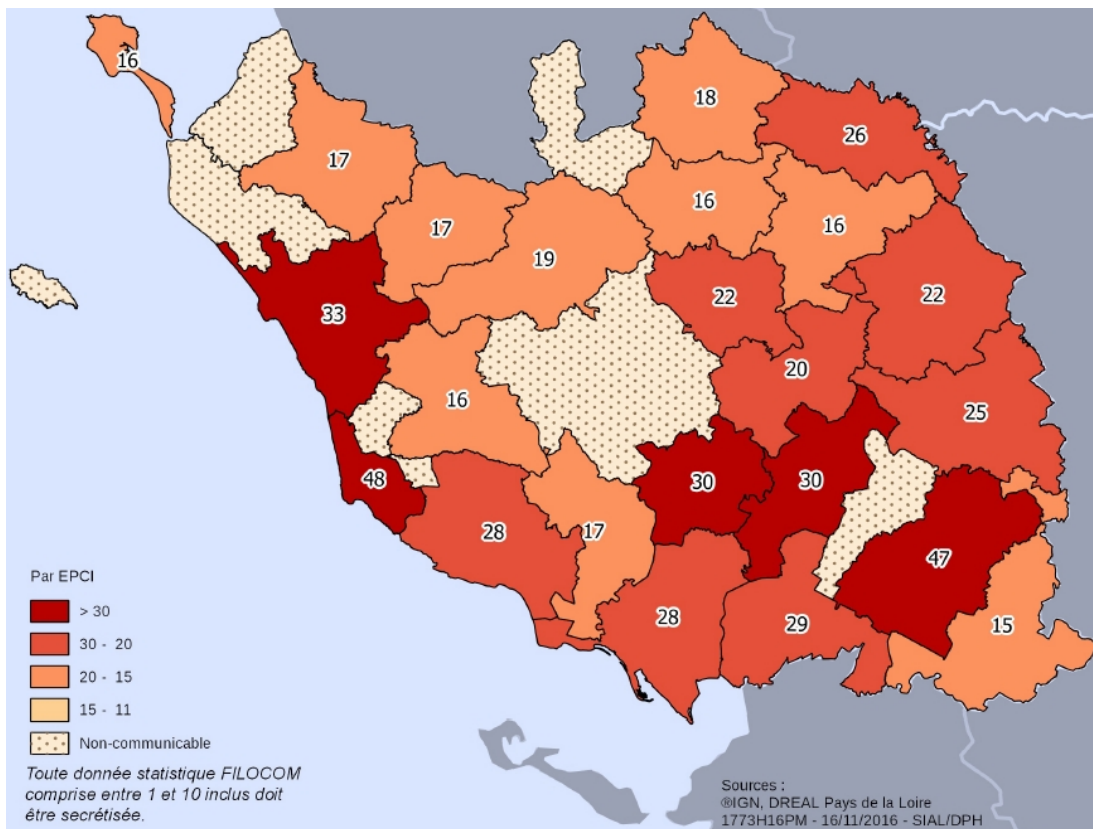 16
18
26
17
16
16
17
19
22
22
33
20
16
25
48
30
30
28
17
47
28
29
15
Par EPCI
> 30
30 - 20
20 - 15
15 - 11
Non-communicable
Toute donnée statistique FILOCOM
comprise entre 1 et 10 inclus doit
être secrétisée.
Sources :
®IGN, DREAL Pays de la Loire
1773H16PM - 16/11/2016 - SIAL/DPH